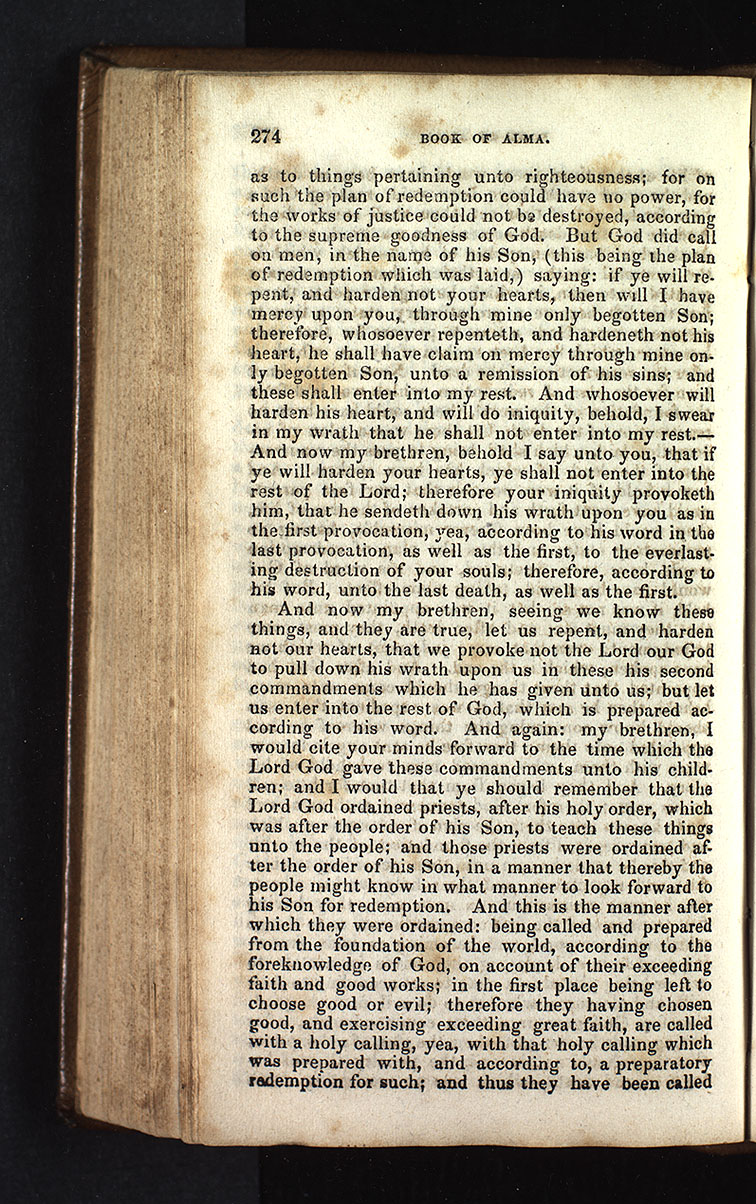 274 BOOK OF ALMA.
as to things pertaining unto righteousness; for on
such the plan of redemption could have no power, for
the works of justice could not be destroyed, according
to the supreme goodness of God. But God did call
on men, in the name of his Son, (this being the plan
of redemption which was laid,) saying: if ye will re-
pent, and harden not your hearts, then will I have
mercy upon you, through mine only begotten Son;
therefore, whosoever repenteth, and hardeneth not his
heart, he shall have claim on mercy through mine on-
ly begotten Son, unto a remission of his sins; and
these shall enter into my rest. And whosoever will
harden his heart, and will do iniquity, behold, I swear
in my wrath that he shall not enter into my rest.—
And now my brethren, behold I say unto you, that if
ye will harden your hearts, ye shall not enter into the
rest of the Lord; therefore your iniquity provoketh
him, that he sendeth down his wrath upon you as in
the first provocation, yea, according to his word in the
last provocation, as well as the first, to the everlast-
ing destruction of your souls; therefore, according to
his word, unto the last death, as well as the first.
And now my brethren, seeing we know these
things, and they are true, let us repent, and harden
not our hearts, that we provoke not the Lord our God
to pull down his wrath upon us in these his second
commandments which he has given unto us; but let
us enter into the rest of God, which is prepared ac-
cording to his word. And again: my brethren, I
would cite your minds forward to the time which the
Lord God gave these commandments unto his child-
ren; and I would that ye should remember that the
Lord God ordained priests, after his holy order, which
was after the order of his Son, to teach these things
unto the people; and those priests were ordained af-
ter the order of his Son, in a manner that thereby the
people might know in what manner to look forward to
his Son for redemption. And this is the manner after
which they were ordained: being called and prepared
from the foundation of the world, according to the
foreknowledge of God, on account of their exceeding
faith and good works; in the first place being left to
choose good or evil; therefore they having chosen
good, and exercising exceeding great faith, are called
with a holy calling, yea, with that holy calling which
was prepared with, and according to, a preparatory
redemption for such; and thus they have been called